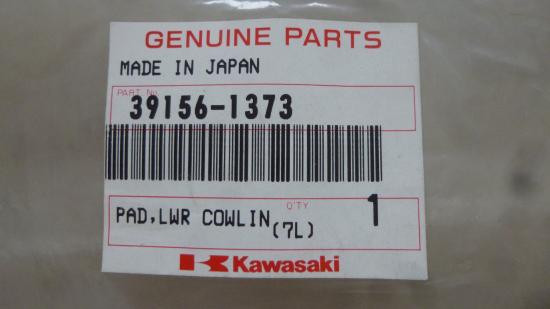 GENUINE PARTS
MADE IN JAPAN
PART No.
39156-1373
Q'TY
PAD,LWR COWLIN(7L) 1
Kawasaki